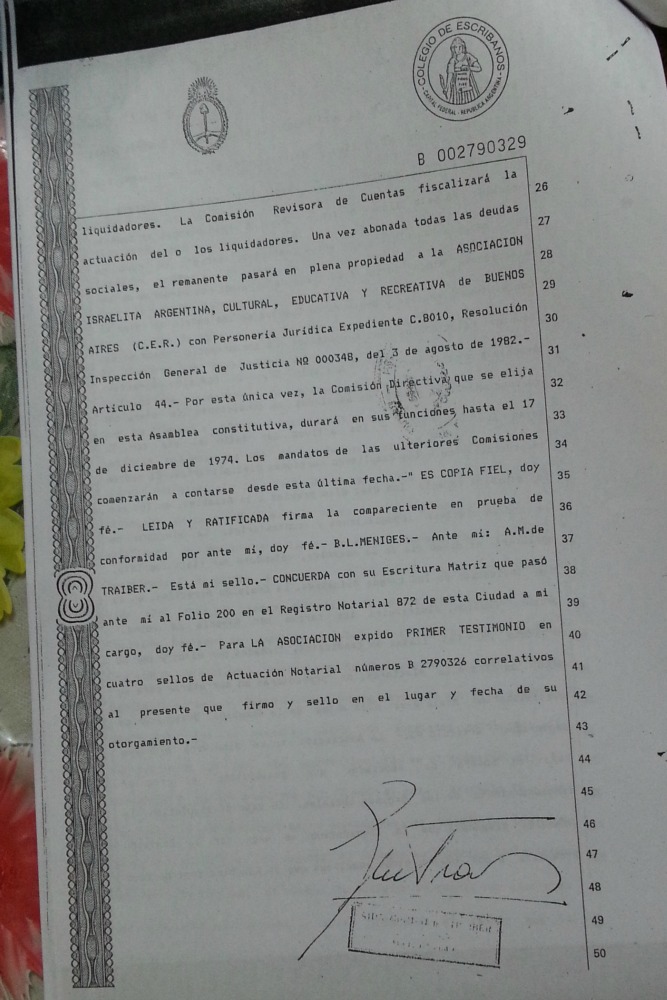 COLEGIO DE ESCRIBANOS
CAPITAL FEDERAL - REPUBLICA ARGENTINA
B 002790329
liquidadores. La Comisión Revisora de Cuentas fiscalizará la 26
actuación del o los liquidadores. Una vez abonada todas las deudas 27
sociales, el remanente pasará en plena propiedad a la ASOCIACION 28
ISRAELITA ARGENTINA, CULTURAL, EDUCATIVA Y RECREATIVA de BUENOS 29
AIRES (C.E.R.) con Personería Jurídica Expediente C.8010, Resolución 30
Inspección General de Justicia Nº 000348, del 3 de agosto de 1982.- 31
Artículo 44.- Por esta única vez, la Comisión Directiva que se elija 32
en esta Asamblea constitutiva, durará en sus funciones hasta el 17 33
de diciembre de 1974. Los mandatos de las ulteriores Comisiones 34
comenzarán a contarse desde esta última fecha.-" ES COPIA FIEL, doy 35
fé.- LEIDA Y RATIFICADA firma la compareciente en prueba de 36
conformidad por ante mí, doy fé.- B.L.MENIGES.- Ante mí: A.M.de 37
TRAIBER.- Está mi sello.- CONCUERDA con su Escritura Matriz que pasó 38
ante mí al Folio 200 en el Registro Notarial 872 de esta Ciudad a mi 39
cargo, doy fé.- Para LA ASOCIACION expido PRIMER TESTIMONIO en 40
cuatro sellos de Actuación Notarial números B 2790326 correlativos 41
al presente que firmo y sello en el lugar y fecha de su 42
otorgamiento.- 43
44
45
46
47
48
49
50